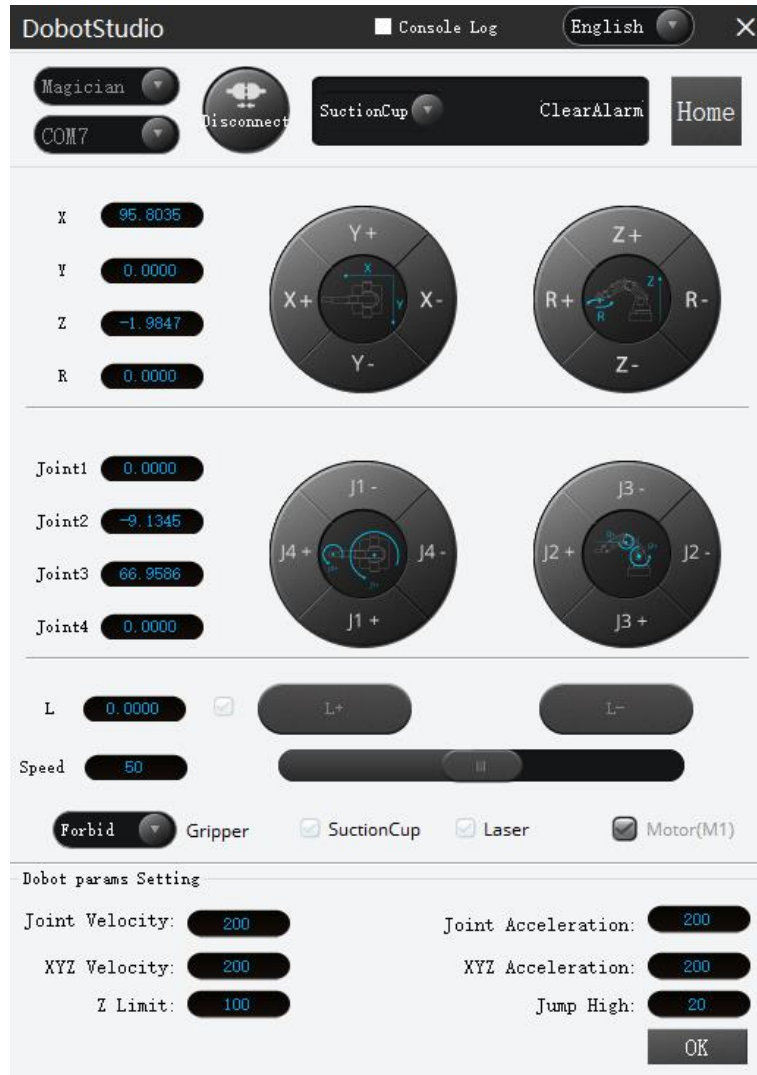 DobotStudio Console Log English
Magician
COM7
Disconnect
SuctionCup ClearAlarm
Home
X 95.8035
Y 0.0000
Z -1.9847
R 0.0000
Y+
X+ X-
Y-
X
Y
Z+
R+ R-
Z-
Z
R
Joint1 0.0000
Joint2 -9.1345
Joint3 66.9586
Joint4 0.0000
J1 -
J4 + J4 -
J1 +
J3 -
J2 + J2 -
J3 +
L 0.0000 L+ L-
Speed 50
Forbid Gripper SuctionCup Laser Motor(M1)
Dobot params Setting
Joint Velocity: 200 Joint Acceleration: 200
XYZ Velocity: 200 XYZ Acceleration: 200
Z Limit: 100 Jump High: 20
OK